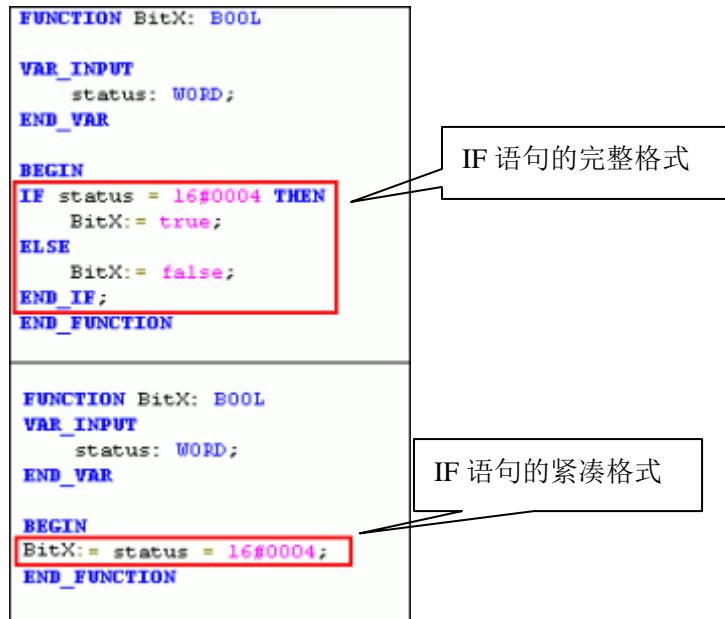 FUNCTION BitX: BOOL
VAR_INPUT
status: WORD;
END_VAR
BEGIN
IF status = 16#0004 THEN
BitX:= true;
ELSE
BitX:= false;
END_IF;
END_FUNCTION
IF 语句的完整格式
FUNCTION BitX: BOOL
VAR_INPUT
status: WORD;
END_VAR
BEGIN
BitX:= status = 16#0004;
END_FUNCTION
IF 语句的紧凑格式